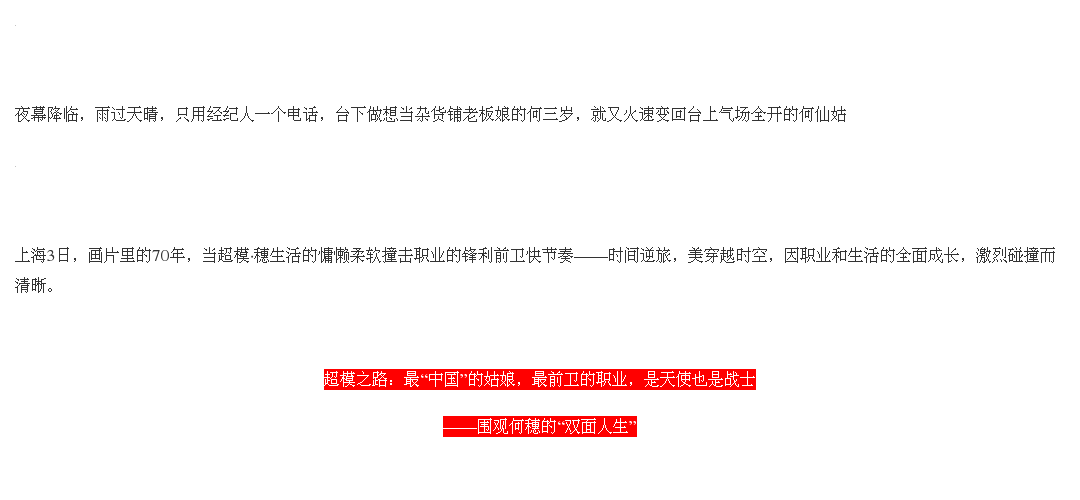 夜幕降临，雨过天晴，只用经纪人一个电话，台下做想当杂货铺老板娘的何三岁，就又火速变回台上气场全开的何仙姑
上海3日，画片里的70年，当超模·穗生活的慵懒柔软撞击职业的锋利前卫快节奏——时间逆旅，美穿越时空，因职业和生活的全面成长，激烈碰撞而
清晰。
超模之路：最“中国”的姑娘，最前卫的职业，是天使也是战士
——围观何穗的“双面人生”